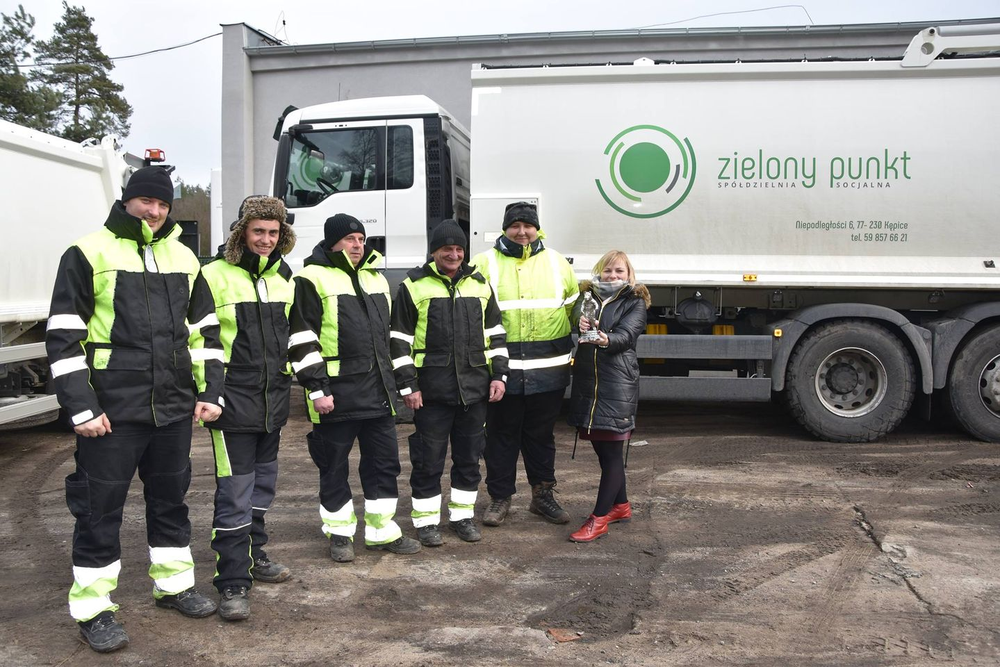 zielony punkt
SPÓŁDZIELNIA SOCJALNA
Niepodległości 6, 77- 230 Kępice
tel. 59 857 66 21